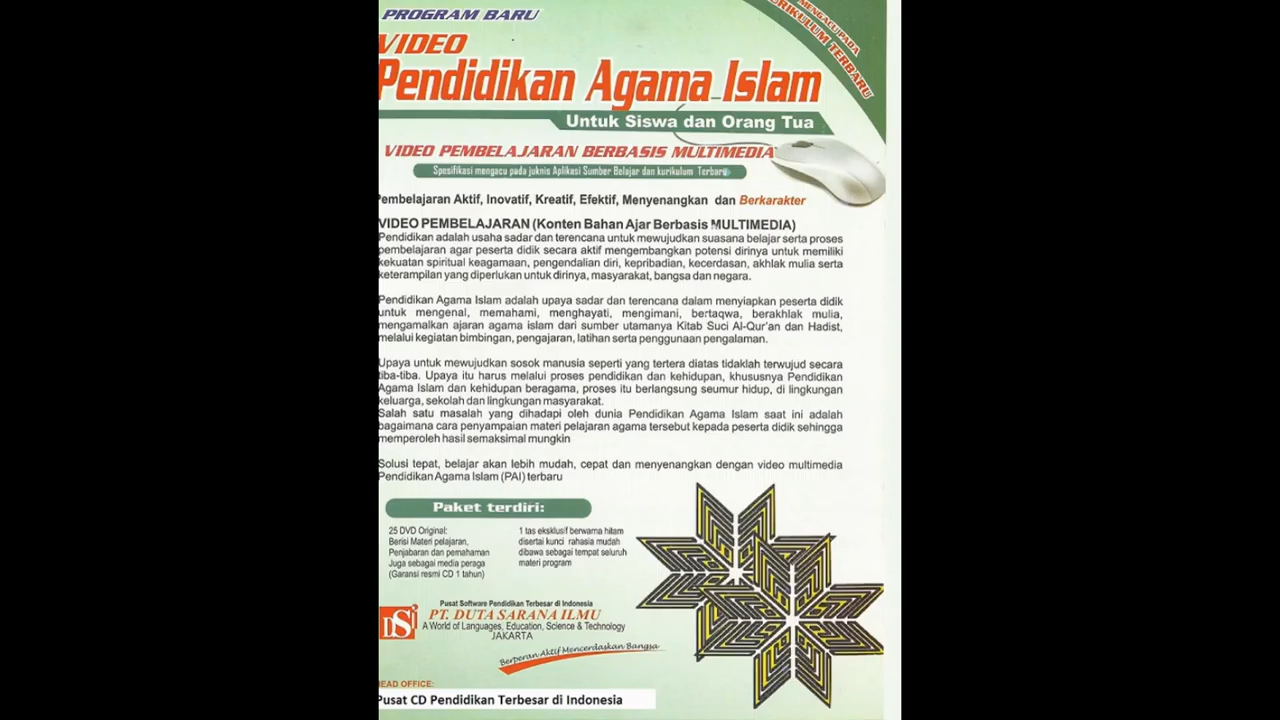 PROGRAM BARU
MENGACU PADA
KURIKULUM TERBARU
VIDEO
Pendidikan Agama Islam
Untuk Siswa dan Orang Tua
VIDEO PEMBELAJARAN BERBASIS MULTIMEDIA
Spesifikasi mengacu pada juknis Aplikasi Sumber Belajar dan kurikulum Terbaru
Pembelajaran Aktif, Inovatif, Kreatif, Efektif, Menyenangkan dan Berkarakter
VIDEO PEMBELAJARAN (Konten Bahan Ajar Berbasis MULTIMEDIA)
Pendidikan adalah usaha sadar dan terencana untuk mewujudkan suasana belajar serta proses
pembelajaran agar peserta didik secara aktif mengembangkan potensi dirinya untuk memiliki
kekuatan spiritual keagamaan, pengendalian diri, kepribadian, kecerdasan, akhlak mulia serta
keterampilan yang diperlukan untuk dirinya, masyarakat, bangsa dan negara.
Pendidikan Agama Islam adalah upaya sadar dan terencana dalam menyiapkan peserta didik
untuk mengenal, memahami, menghayati, mengimani, bertaqwa, berakhlak mulia,
mengamalkan ajaran agama islam dari sumber utamanya Kitab Suci Al-Qur'an dan Hadist,
melalui kegiatan bimbingan, pengajaran, latihan serta penggunaan pengalaman.
Upaya untuk mewujudkan sosok manusia seperti yang tertera diatas tidaklah terwujud secara
tiba-tiba. Upaya itu harus melalui proses pendidikan dan kehidupan, khususnya Pendidikan
Agama Islam dan kehidupan beragama, proses itu berlangsung seumur hidup, di lingkungan
keluarga, sekolah dan lingkungan masyarakat.
Salah satu masalah yang dihadapi oleh dunia Pendidikan Agama Islam saat ini adalah
bagaimana cara penyampaian materi pelajaran agama tersebut kepada peserta didik sehingga
memperoleh hasil semaksimal mungkin
Solusi tepat, belajar akan lebih mudah, cepat dan menyenangkan dengan video multimedia
Pendidikan Agama Islam (PAI) terbaru
Paket terdiri:
25 DVD Original:
Berisi Materi pelajaran,
Penjabaran dan pemahaman
Juga sebagai media peraga
(Garansi resmi CD 1 tahun)
1 tas eksklusif berwarna hitam
disertai kunci rahasia mudah
dibawa sebagai tempat seluruh
materi program
DSI
Pusat Software Pendidikan Terbesar di Indonesia
PT. DUTA SARANA ILMU
A World of Languages, Education, Science & Technology
JAKARTA
Berperan Aktif Mencerdaskan Bangsa
HEAD OFFICE:
Pusat CD Pendidikan Terbesar di Indonesia